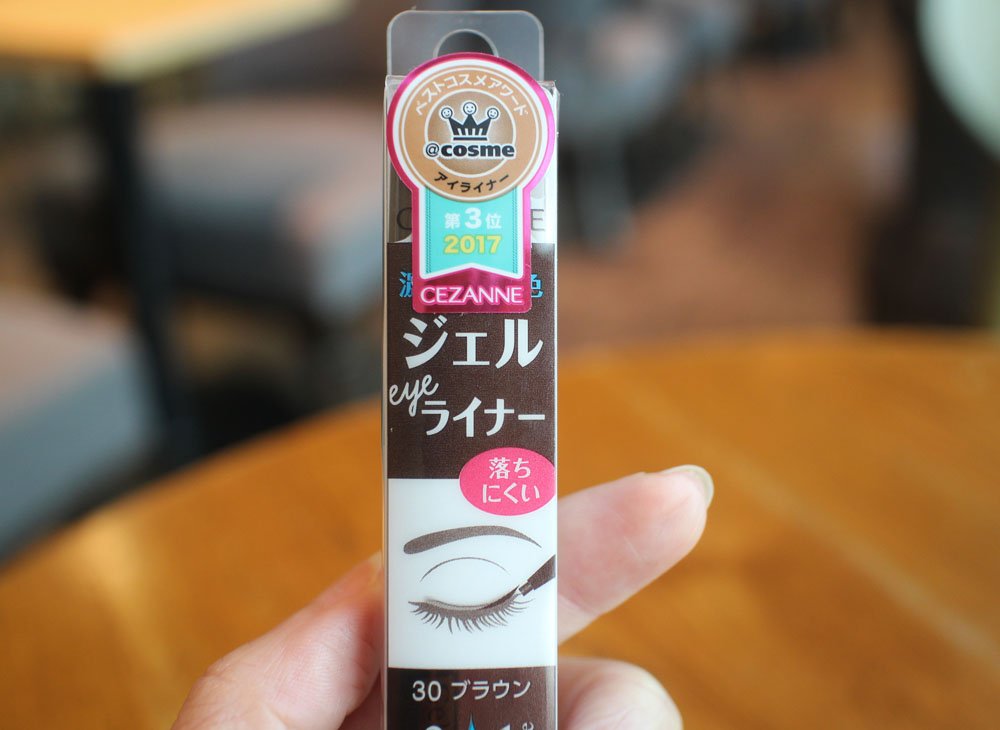 ベストコスメアワード
@cosme
アイライナー
第3位
2017
CEZANNE
ジェル
eye
ライナー
落ち
にくい
30 ブラウン